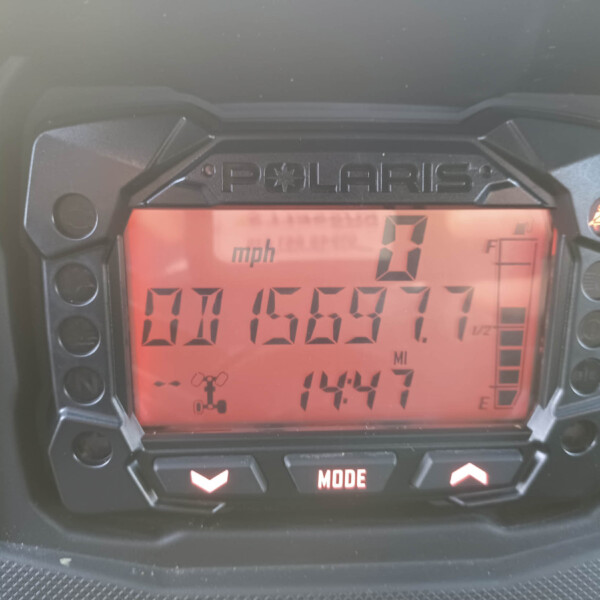 POLARIS
mph 0
F
OD 15697.7
1/2
MI
-- 14:47
E
MODE